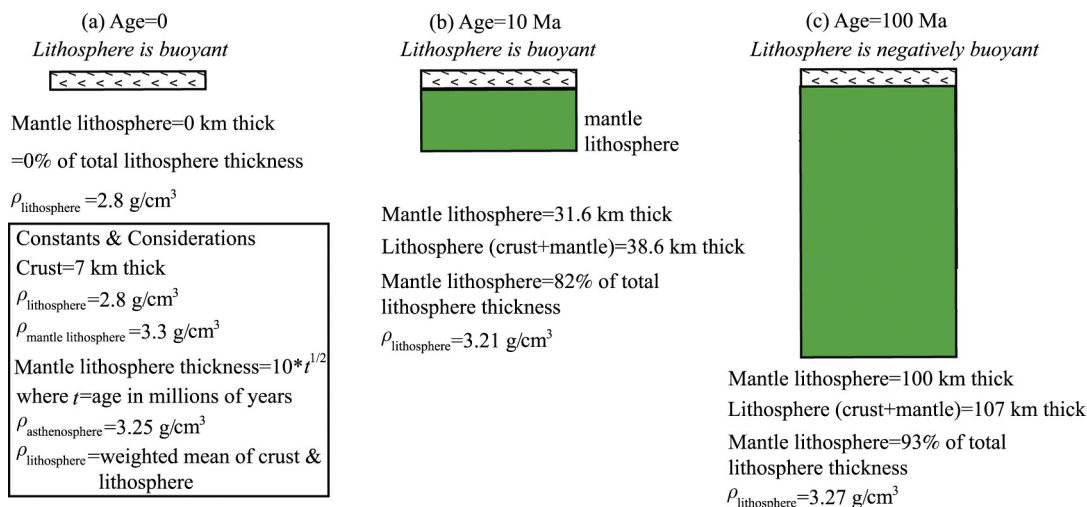 (a) Age=0
Lithosphere is buoyant
Mantle lithosphere=0 km thick
=0% of total lithosphere thickness
ρlithosphere =2.8 g/cm³
Constants & Considerations
Crust=7 km thick
ρlithosphere=2.8 g/cm³
ρmantle lithosphere=3.3 g/cm³
Mantle lithosphere thickness=10*t^1/2
where t=age in millions of years
ρasthenosphere=3.25 g/cm³
ρlithosphere=weighted mean of crust &
lithosphere
(b) Age=10 Ma
Lithosphere is buoyant
mantle
lithosphere
Mantle lithosphere=31.6 km thick
Lithosphere (crust+mantle)=38.6 km thick
Mantle lithosphere=82% of total
lithosphere thickness
ρlithosphere=3.21 g/cm³
(c) Age=100 Ma
Lithosphere is negatively buoyant
Mantle lithosphere=100 km thick
Lithosphere (crust+mantle)=107 km thick
Mantle lithosphere=93% of total
lithosphere thickness
ρlithosphere=3.27 g/cm³